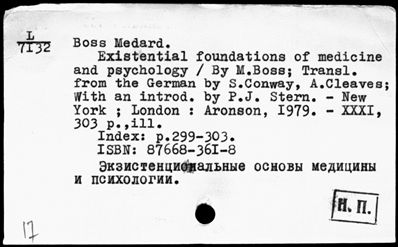 L
7132
Boss Medard.
Existential foundations of medicine
and psychology / By M.Boss; Transl.
from the German by S.Conway, A.Cleaves;
With an introd. by P.J. Stern. - New
York ; London : Aronson, I979. - XXXI,
303 p.,ill.
Index: p.299-303.
ISBN: 87668-36I-8
Экзистенциональные основы медицины
и психологии.
Н.П.
17